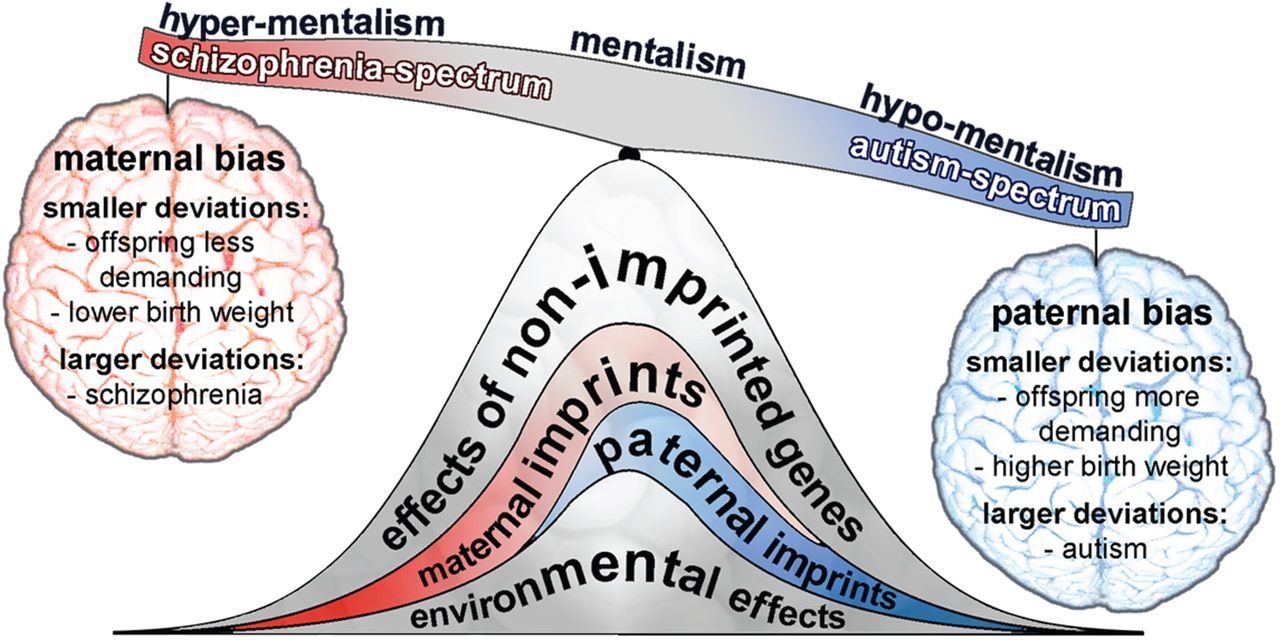 hyper-mentalism
mentalism
hypo-mentalism
schizophrenia-spectrum
autism-spectrum
maternal bias
smaller deviations:
- offspring less
demanding
- lower birth weight
larger deviations:
- schizophrenia
paternal bias
smaller deviations:
- offspring more
demanding
- higher birth weight
larger deviations:
- autism
effects of non-imprinted genes
maternal imprints
paternal imprints
environmental effects